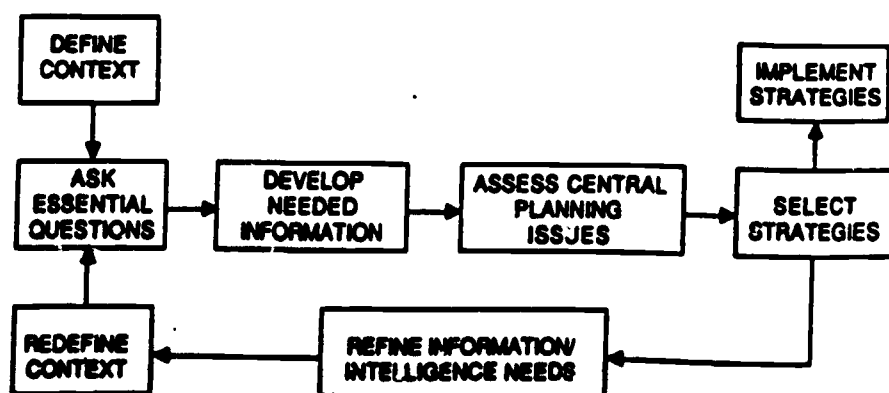 DEFINE
CONTEXT
IMPLEMENT
STRATEGIES
ASK
ESSENTIAL
QUESTIONS
DEVELOP
NEEDED
INFORMATION
ASSESS CENTRAL
PLANNING
ISSUES
SELECT
STRATEGIES
REDEFINE
CONTEXT
REFINE INFORMATION/
INTELLIGENCE NEEDS